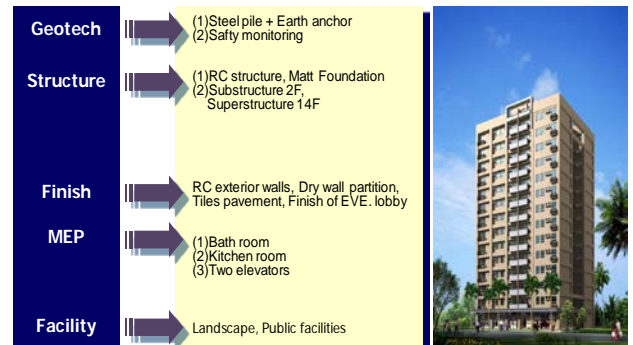 Geotech
(1)Steel pile + Earth anchor
(2)Safty monitoring
Structure
(1)RC structure, Matt Foundation
(2)Substructure 2F,
Superstructure 14F
Finish
RC exterior walls, Dry wall partition,
Tiles pavement, Finish of EVE. lobby
MEP
(1)Bath room
(2)Kitchen room
(3)Two elevators
Facility
Landscape, Public facilities